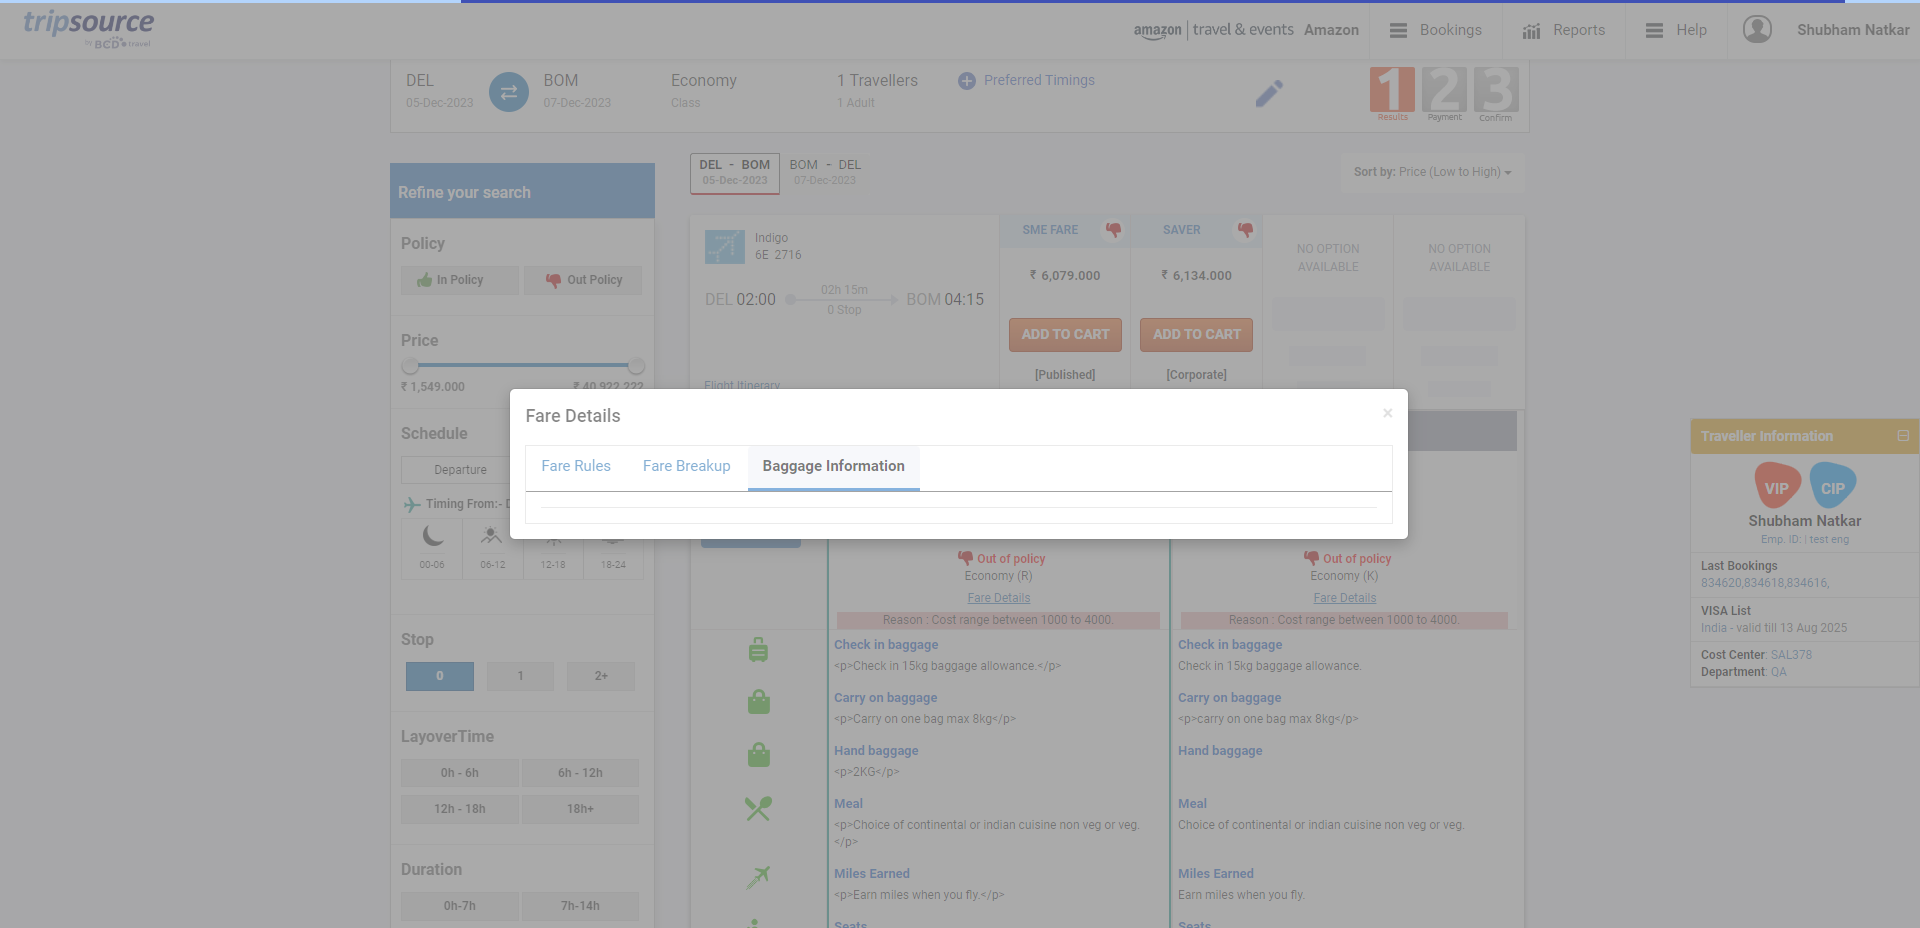 tripsource
by BCD travel
amazon travel & events Amazon
Bookings
Reports
Help
Shubham Natkar
DEL
05-Dec-2023
BOM
07-Dec-2023
Economy
Class
1 Travellers
1 Adult
Preferred Timings
1 2 3
Results Payment Confirm
DEL - BOM
05-Dec-2023
BOM - DEL
07-Dec-2023
Sort by: Price (Low to High)
Refine your search
Policy
In Policy
Out Policy
Price
₹ 1,549.000
₹ 40,922.222
Schedule
Departure
Timing From:-
00-06
06-12
12-18
18-24
Stop
0
1
2+
LayoverTime
0h - 6h
6h - 12h
12h - 18h
18h+
Duration
0h-7h
7h-14h
Indigo
6E 2716
DEL 02:00
02h 15m
0 Stop
BOM 04:15
Flight Itinerary
SME FARE
₹ 6,079.000
ADD TO CART
[Published]
SAVER
₹ 6,134.000
ADD TO CART
[Corporate]
NO OPTION
AVAILABLE
NO OPTION
AVAILABLE
Fare Details
×
Fare Rules
Fare Breakup
Baggage Information
Out of policy
Economy (R)
Fare Details
Reason : Cost range between 1000 to 4000.
Out of policy
Economy (K)
Fare Details
Reason : Cost range between 1000 to 4000.
Check in baggage
<p>Check in 15kg baggage allowance.</p>
Check in baggage
Check in 15kg baggage allowance.
Carry on baggage
<p>Carry on one bag max 8kg</p>
Carry on baggage
<p>carry on one bag max 8kg</p>
Hand baggage
<p>2KG</p>
Hand baggage
Meal
<p>Choice of continental or indian cuisine non veg or veg.
</p>
Meal
Choice of continental or indian cuisine non veg or veg.
Miles Earned
<p>Earn miles when you fly.</p>
Miles Earned
Earn miles when you fly.
Seats
Seats
Traveller Information
VIP
CIP
Shubham Natkar
Emp. ID: | test eng
Last Bookings
834620,834618,834616,
VISA List
India - valid till 13 Aug 2025
Cost Center: SAL378
Department: QA